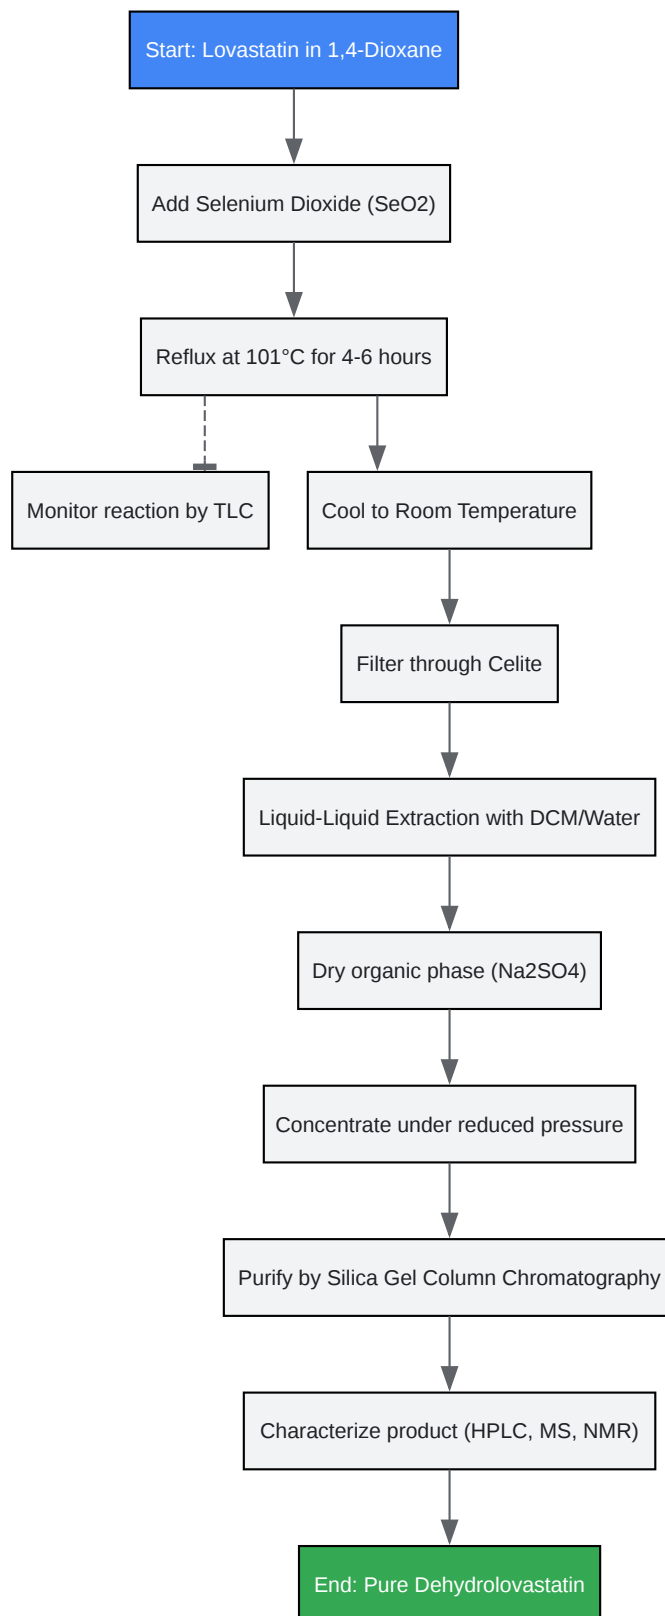 Start: Lovastatin in 1,4-Dioxane
Add Selenium Dioxide (SeO2)
Reflux at 101°C for 4-6 hours
Monitor reaction by TLC
Cool to Room Temperature
Filter through Celite
Liquid-Liquid Extraction with DCM/Water
Dry organic phase (Na2SO4)
Concentrate under reduced pressure
Purify by Silica Gel Column Chromatography
Characterize product (HPLC, MS, NMR)
End: Pure Dehydrolovastatin